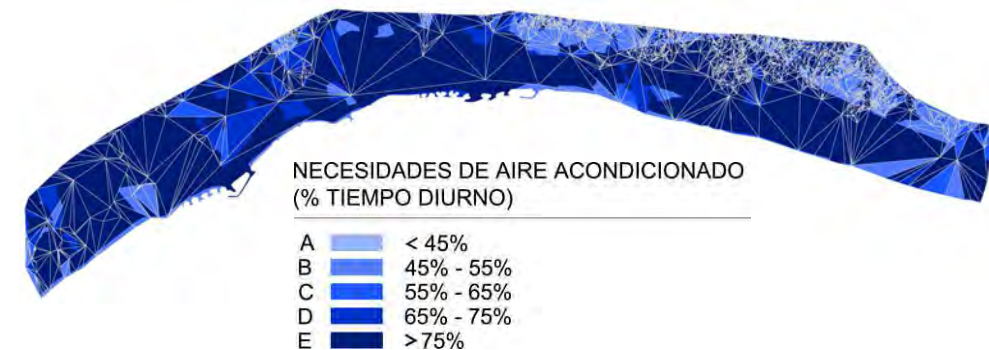 NECESIDADES DE AIRE ACONDICIONADO
(% TIEMPO DIURNO)
A < 45%
B 45% - 55%
C 55% - 65%
D 65% - 75%
E >75%